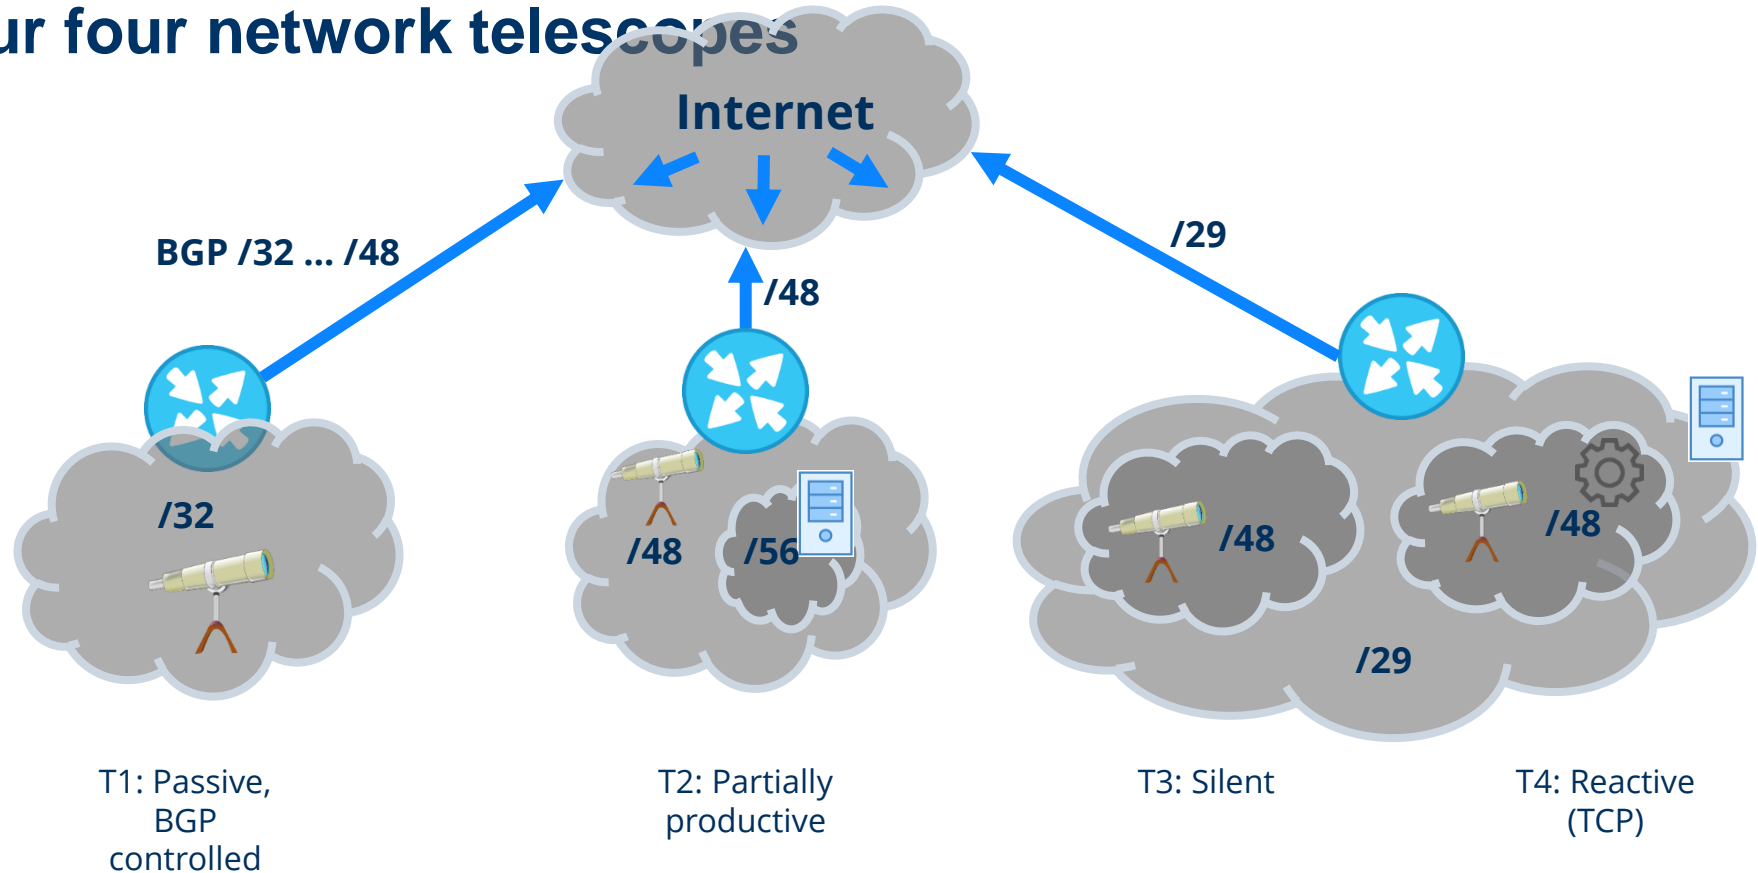 ur four network telescopes
Internet
BGP /32 ... /48
/48
/29
/32
/48
/56
/48
/48
/29
T1: Passive,
BGP
controlled
T2: Partially
productive
T3: Silent
T4: Reactive
(TCP)